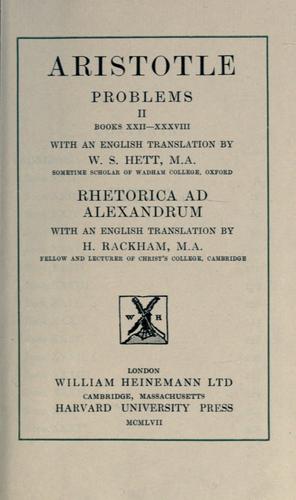 ARISTOTLE
PROBLEMS
II
BOOKS XXII—XXXVIII
WITH AN ENGLISH TRANSLATION BY
W. S. HETT, M.A.
SOMETIME SCHOLAR OF WADHAM COLLEGE, OXFORD
RHETORICA AD
ALEXANDRUM
WITH AN ENGLISH TRANSLATION BY
H. RACKHAM, M.A.
FELLOW AND LECTURER OF CHRIST'S COLLEGE, CAMBRIDGE
W H
LONDON
WILLIAM HEINEMANN LTD
CAMBRIDGE, MASSACHUSETTS
HARVARD UNIVERSITY PRESS
MCMLVII